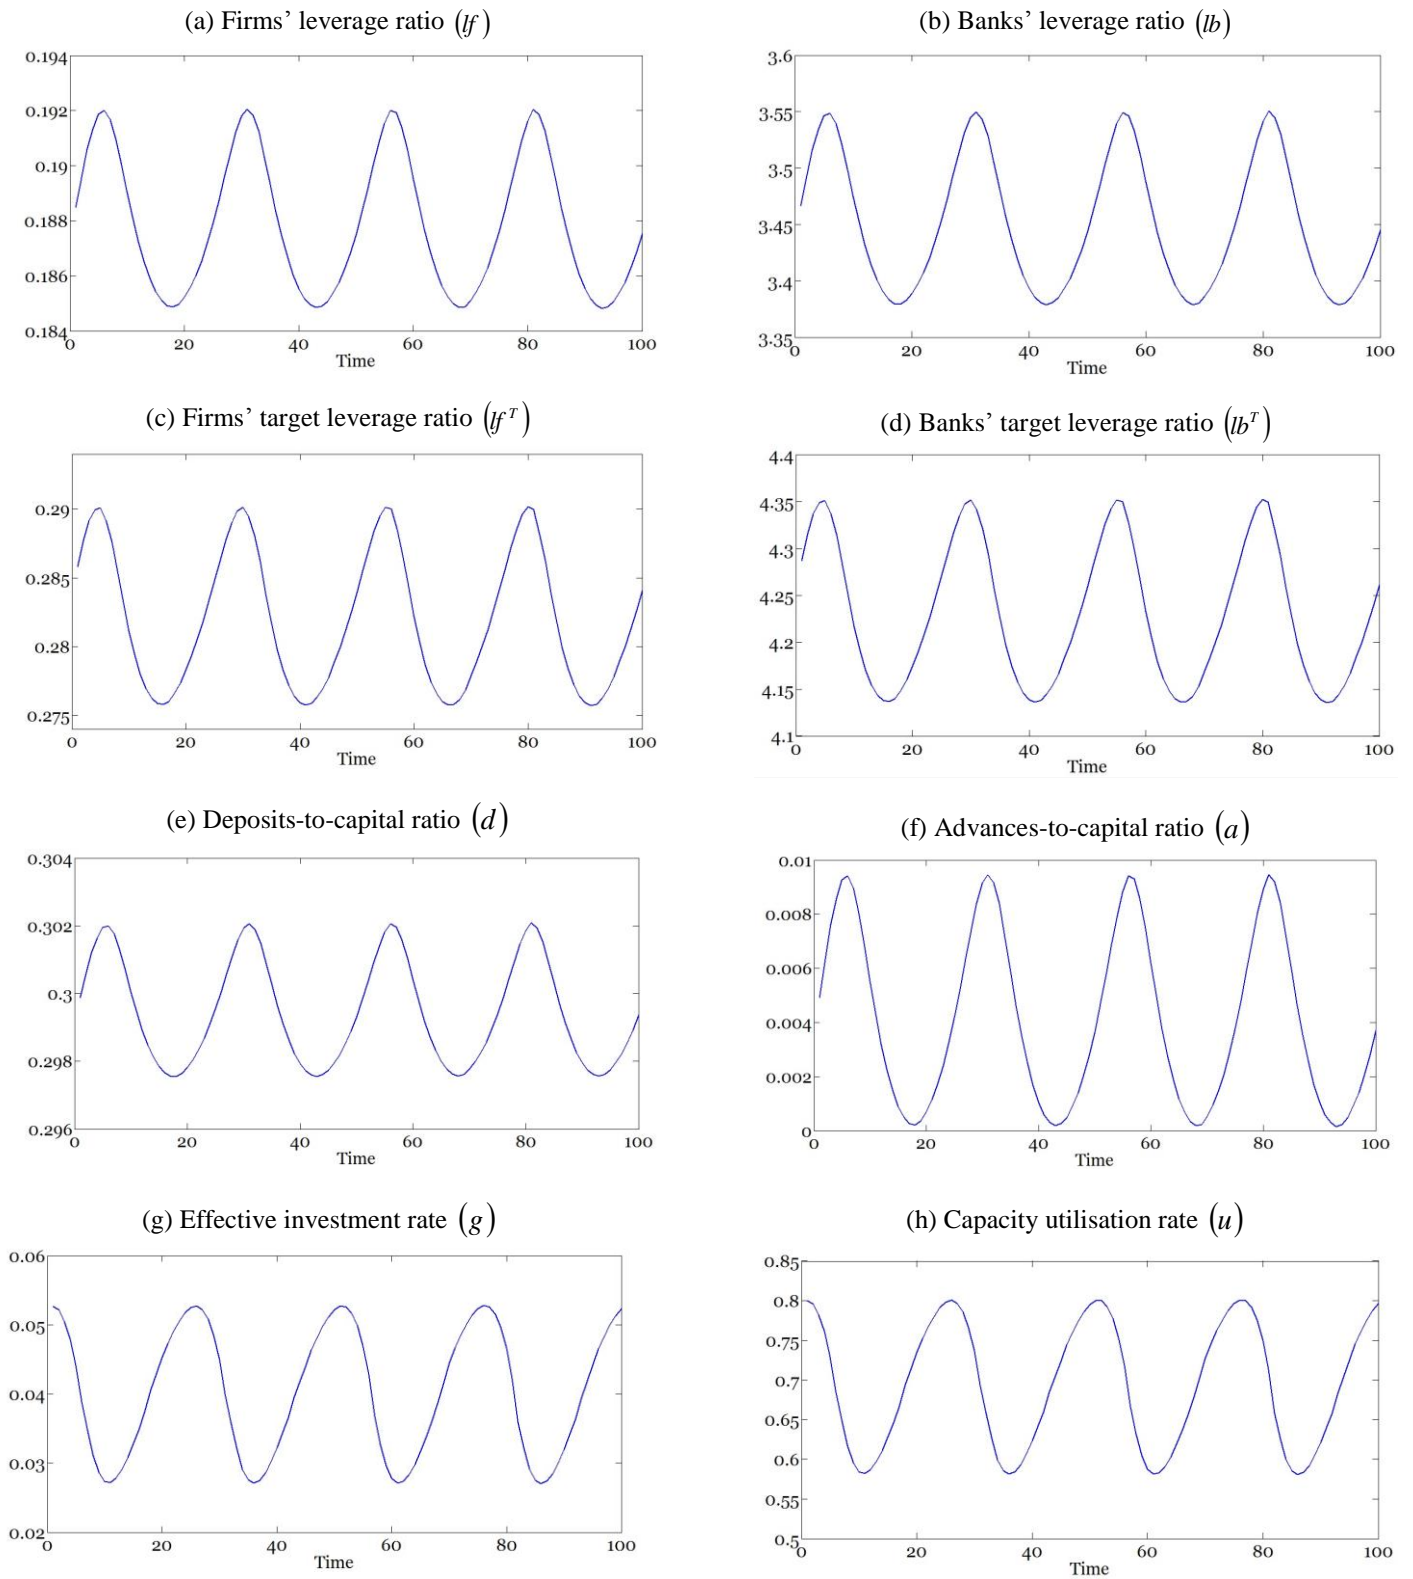 (a) Firms’ leverage ratio (lf)
0.194
0.192
0.19
0.188
0.186
0.184
0 20 40 60 80 100
Time
(b) Banks’ leverage ratio (lb)
3.6
3.55
3.5
3.45
3.4
3.35
0 20 40 60 80 100
Time
(c) Firms’ target leverage ratio (lf^T)
0.29
0.285
0.28
0.275
0 20 40 60 80 100
Time
(d) Banks’ target leverage ratio (lb^T)
4.4
4.35
4.3
4.25
4.2
4.15
4.1
0 20 40 60 80 100
Time
(e) Deposits-to-capital ratio (d)
0.304
0.302
0.3
0.298
0.296
0 20 40 60 80 100
Time
(f) Advances-to-capital ratio (a)
0.01
0.008
0.006
0.004
0.002
0
0 20 40 60 80 100
Time
(g) Effective investment rate (g)
0.06
0.05
0.04
0.03
0.02
0 20 40 60 80 100
Time
(h) Capacity utilisation rate (u)
0.85
0.8
0.75
0.7
0.65
0.6
0.55
0.5
0 20 40 60 80 100
Time